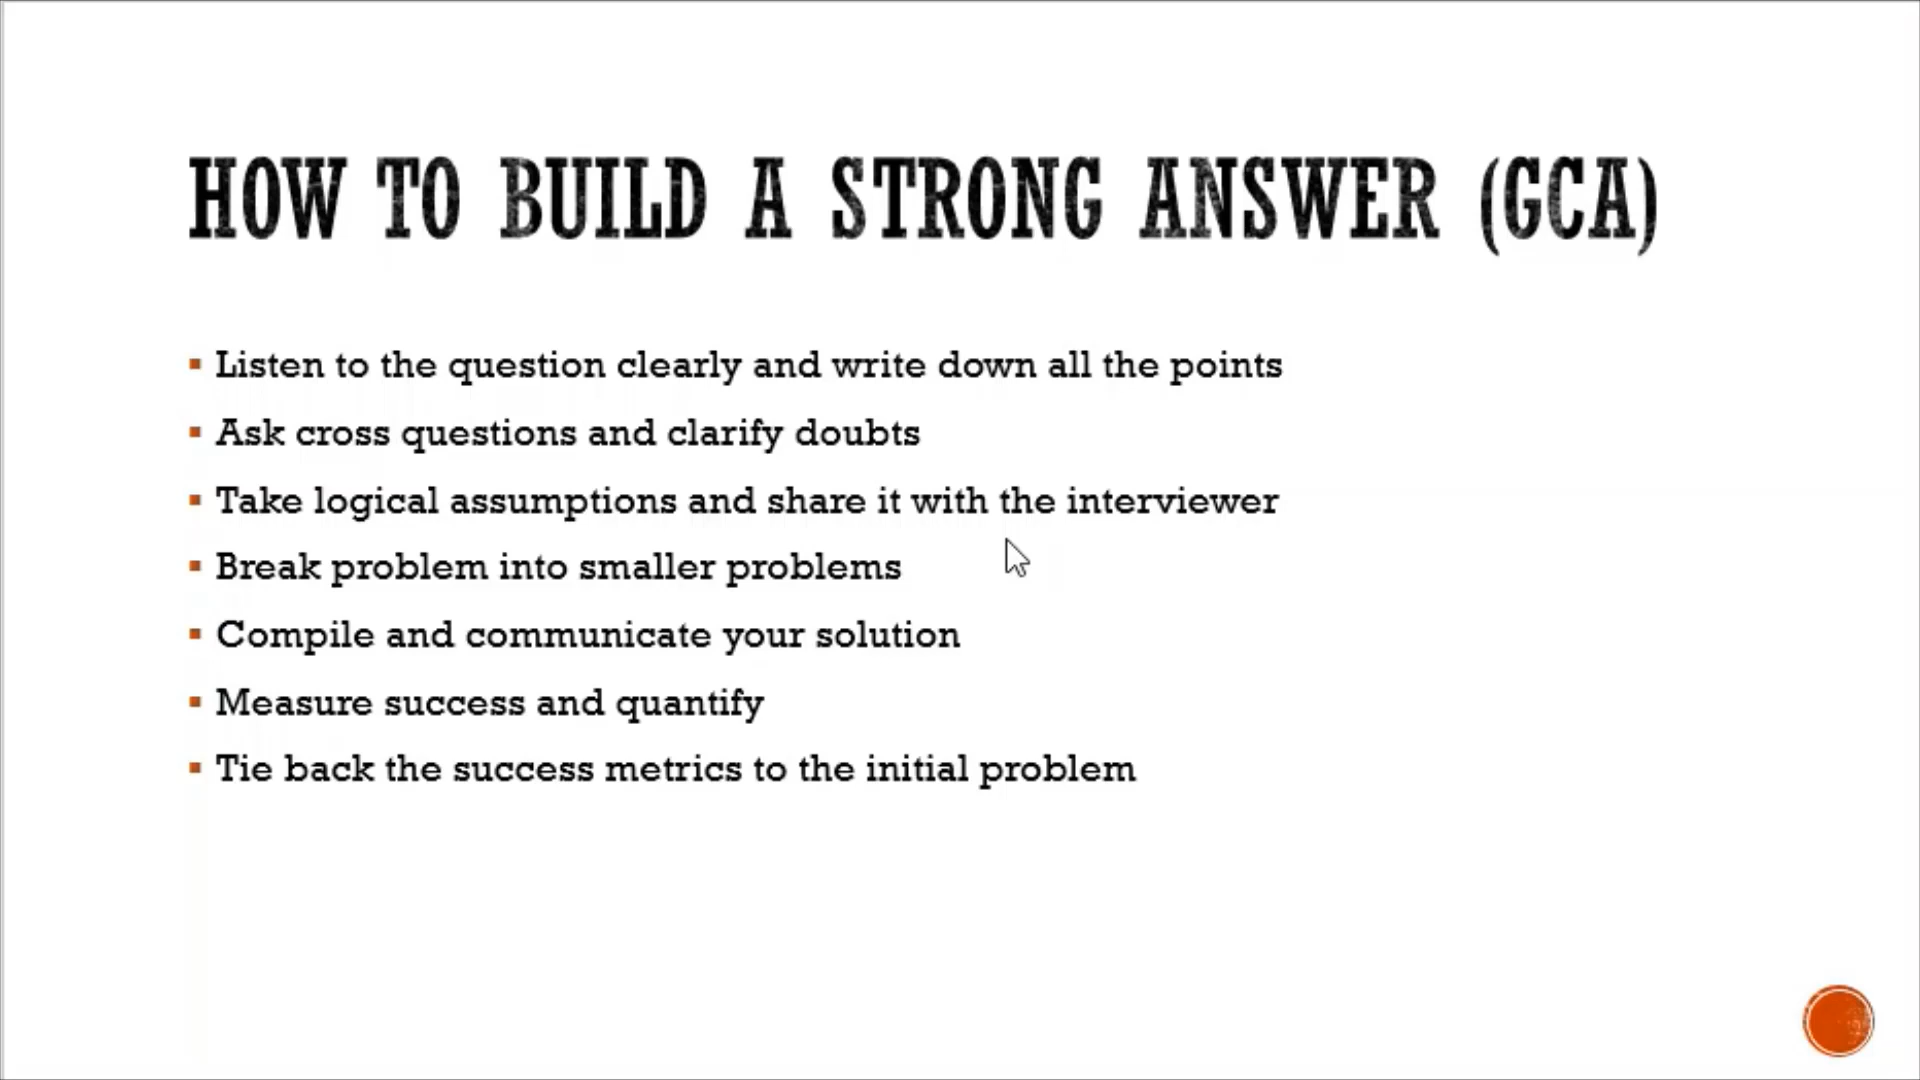 HOW TO BUILD A STRONG ANSWER (GCA)
Listen to the question clearly and write down all the points
Ask cross questions and clarify doubts
Take logical assumptions and share it with the interviewer
Break problem into smaller problems
Compile and communicate your solution
Measure success and quantify
Tie back the success metrics to the initial problem